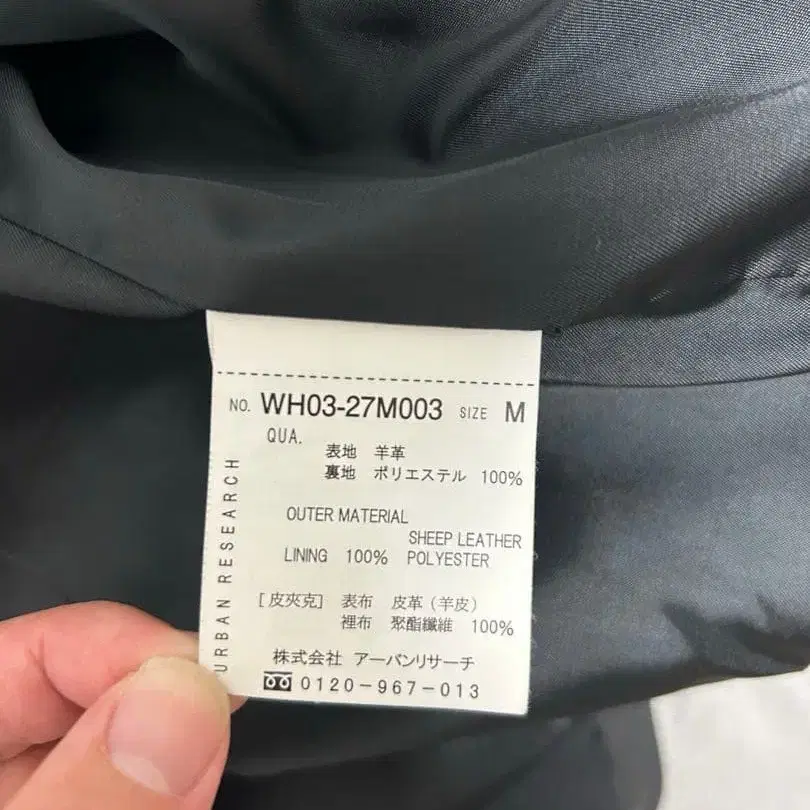 NO. WH03-27M003 SIZE M
QUA.
表地 羊革
裏地 ポリエステル 100%
OUTER MATERIAL
SHEEP LEATHER
LINING 100% POLYESTER
[皮夾克] 表布 皮革(羊皮)
裡布 聚酯纖維 100%
株式会社 アーバンリサーチ
0120-967-013
URBAN RESEARCH